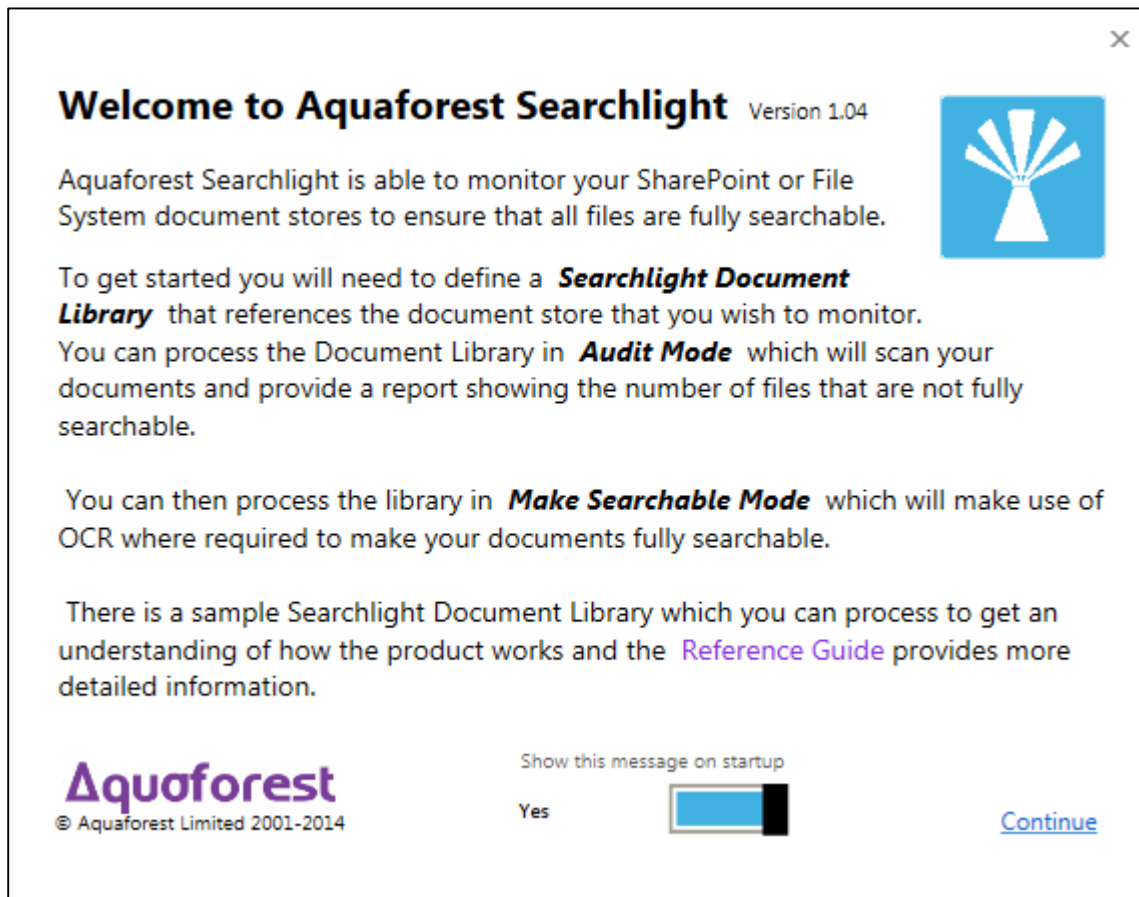 Welcome to Aquaforest Searchlight Version 1.04
Aquaforest Searchlight is able to monitor your SharePoint or File
System document stores to ensure that all files are fully searchable.
To get started you will need to define a Searchlight Document
Library that references the document store that you wish to monitor.
You can process the Document Library in Audit Mode which will scan your
documents and provide a report showing the number of files that are not fully
searchable.
You can then process the library in Make Searchable Mode which will make use of
OCR where required to make your documents fully searchable.
There is a sample Searchlight Document Library which you can process to get an
understanding of how the product works and the Reference Guide provides more
detailed information.
Aquaforest
© Aquaforest Limited 2001-2014
Show this message on startup
Yes
Continue